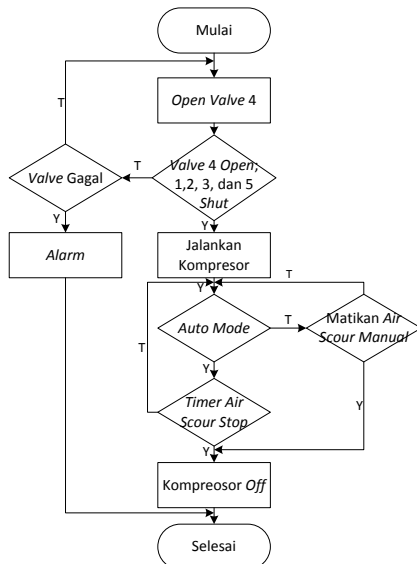 Mulai
T
Open Valve 4
Valve Gagal
T
Valve 4 Open;
1,2, 3, dan 5
Shut
Y
Y
Alarm
Jalankan
Kompresor
T
Y
Auto Mode
T
Matikan Air
Scour Manual
T
Y
Timer Air
Scour Stop
Y
Y
Kompreosor Off
Selesai